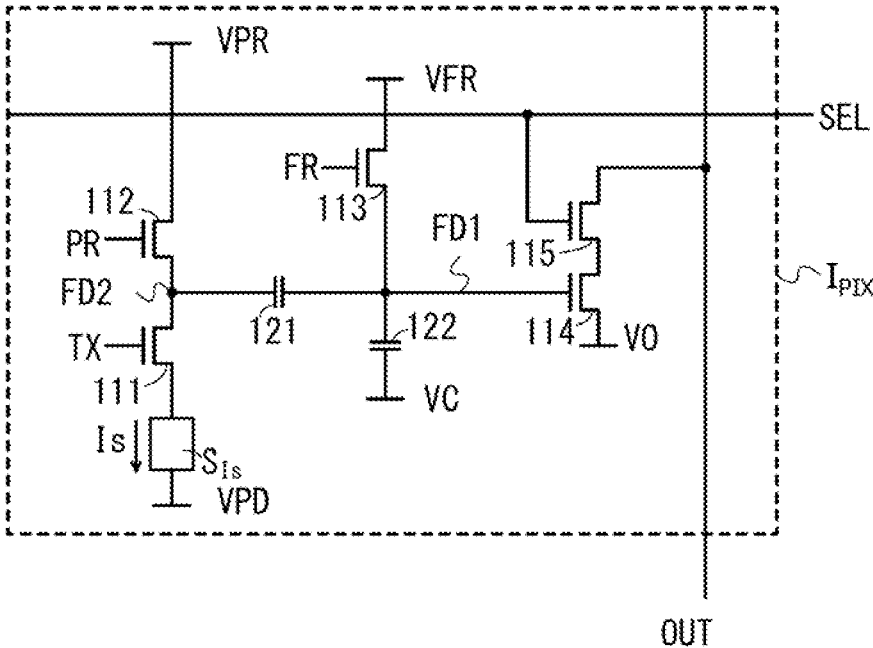 VPR
VFR
SEL
FR
112
113
PR
FD1
115
FD2
I_PIX
121
122
114
VO
TX
111
VC
Is
S_Is
VPD
OUT